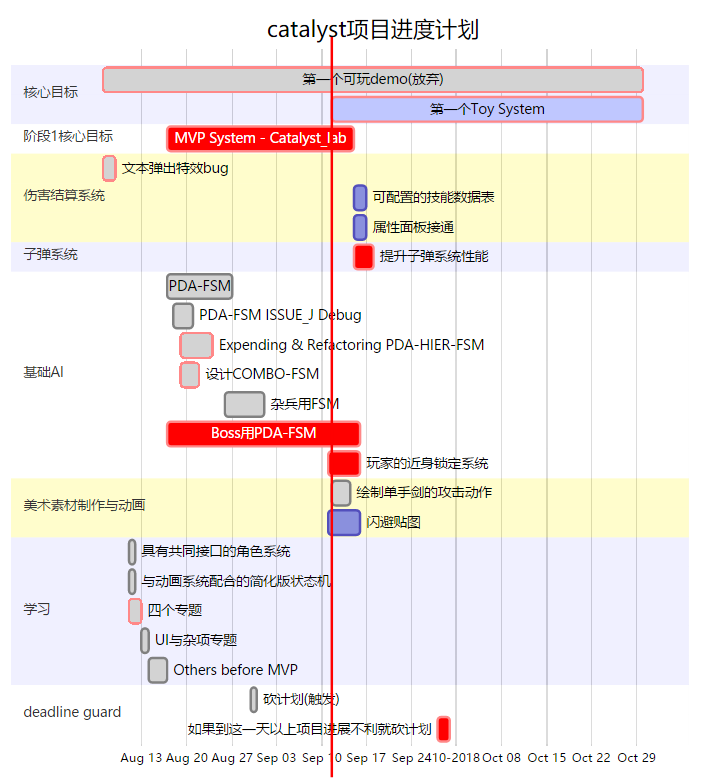 catalyst项目进度计划
核心目标
第一个可玩demo(放弃)
第一个Toy System
阶段1核心目标
MVP System - Catalyst_lab
伤害结算系统
文本弹出特效bug
可配置的技能数据表
属性面板接通
子弹系统
提升子弹系统性能
基础AI
PDA-FSM
PDA-FSM ISSUE_J Debug
Expending & Refactoring PDA-HIER-FSM
设计COMBO-FSM
杂兵用FSM
Boss用PDA-FSM
玩家的近身锁定系统
美术素材制作与动画
绘制单手剑的攻击动作
闪避贴图
学习
具有共同接口的角色系统
与动画系统配合的简化版状态机
四个专题
UI与杂项专题
Others before MVP
deadline guard
砍计划(触发)
如果到这一天以上项目进展不利就砍计划
Aug 13 Aug 20 Aug 27 Sep 03 Sep 10 Sep 17 Sep 24 10-2018 Oct 08 Oct 15 Oct 22 Oct 29